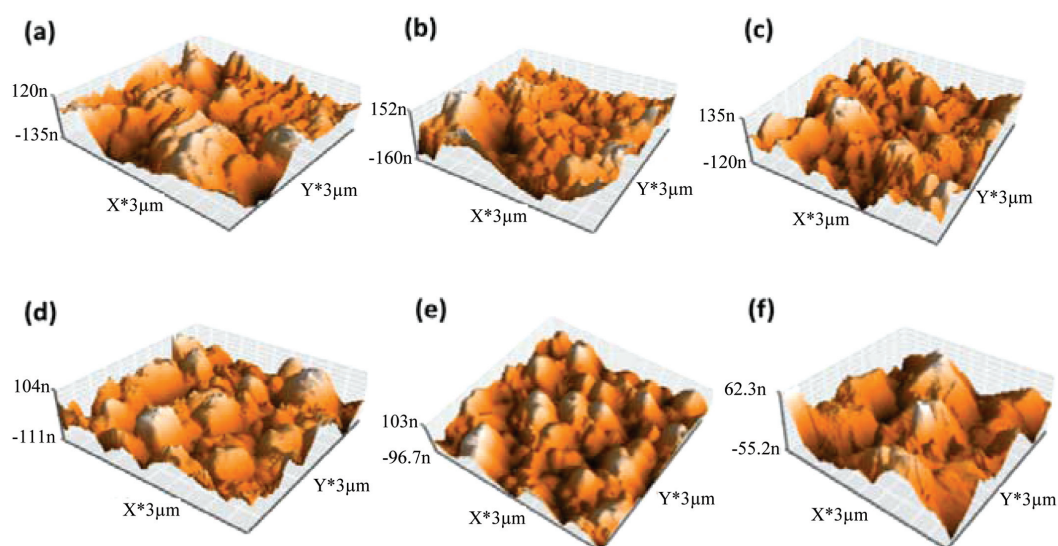 (a)
120n
-135n
X*3µm
Y*3µm
(b)
152n
-160n
X*3µm
Y*3µm
(c)
135n
-120n
X*3µm
Y*3µm
(d)
104n
-111n
X*3µm
Y*3µm
(e)
103n
-96.7n
X*3µm
Y*3µm
(f)
62.3n
-55.2n
X*3µm
Y*3µm